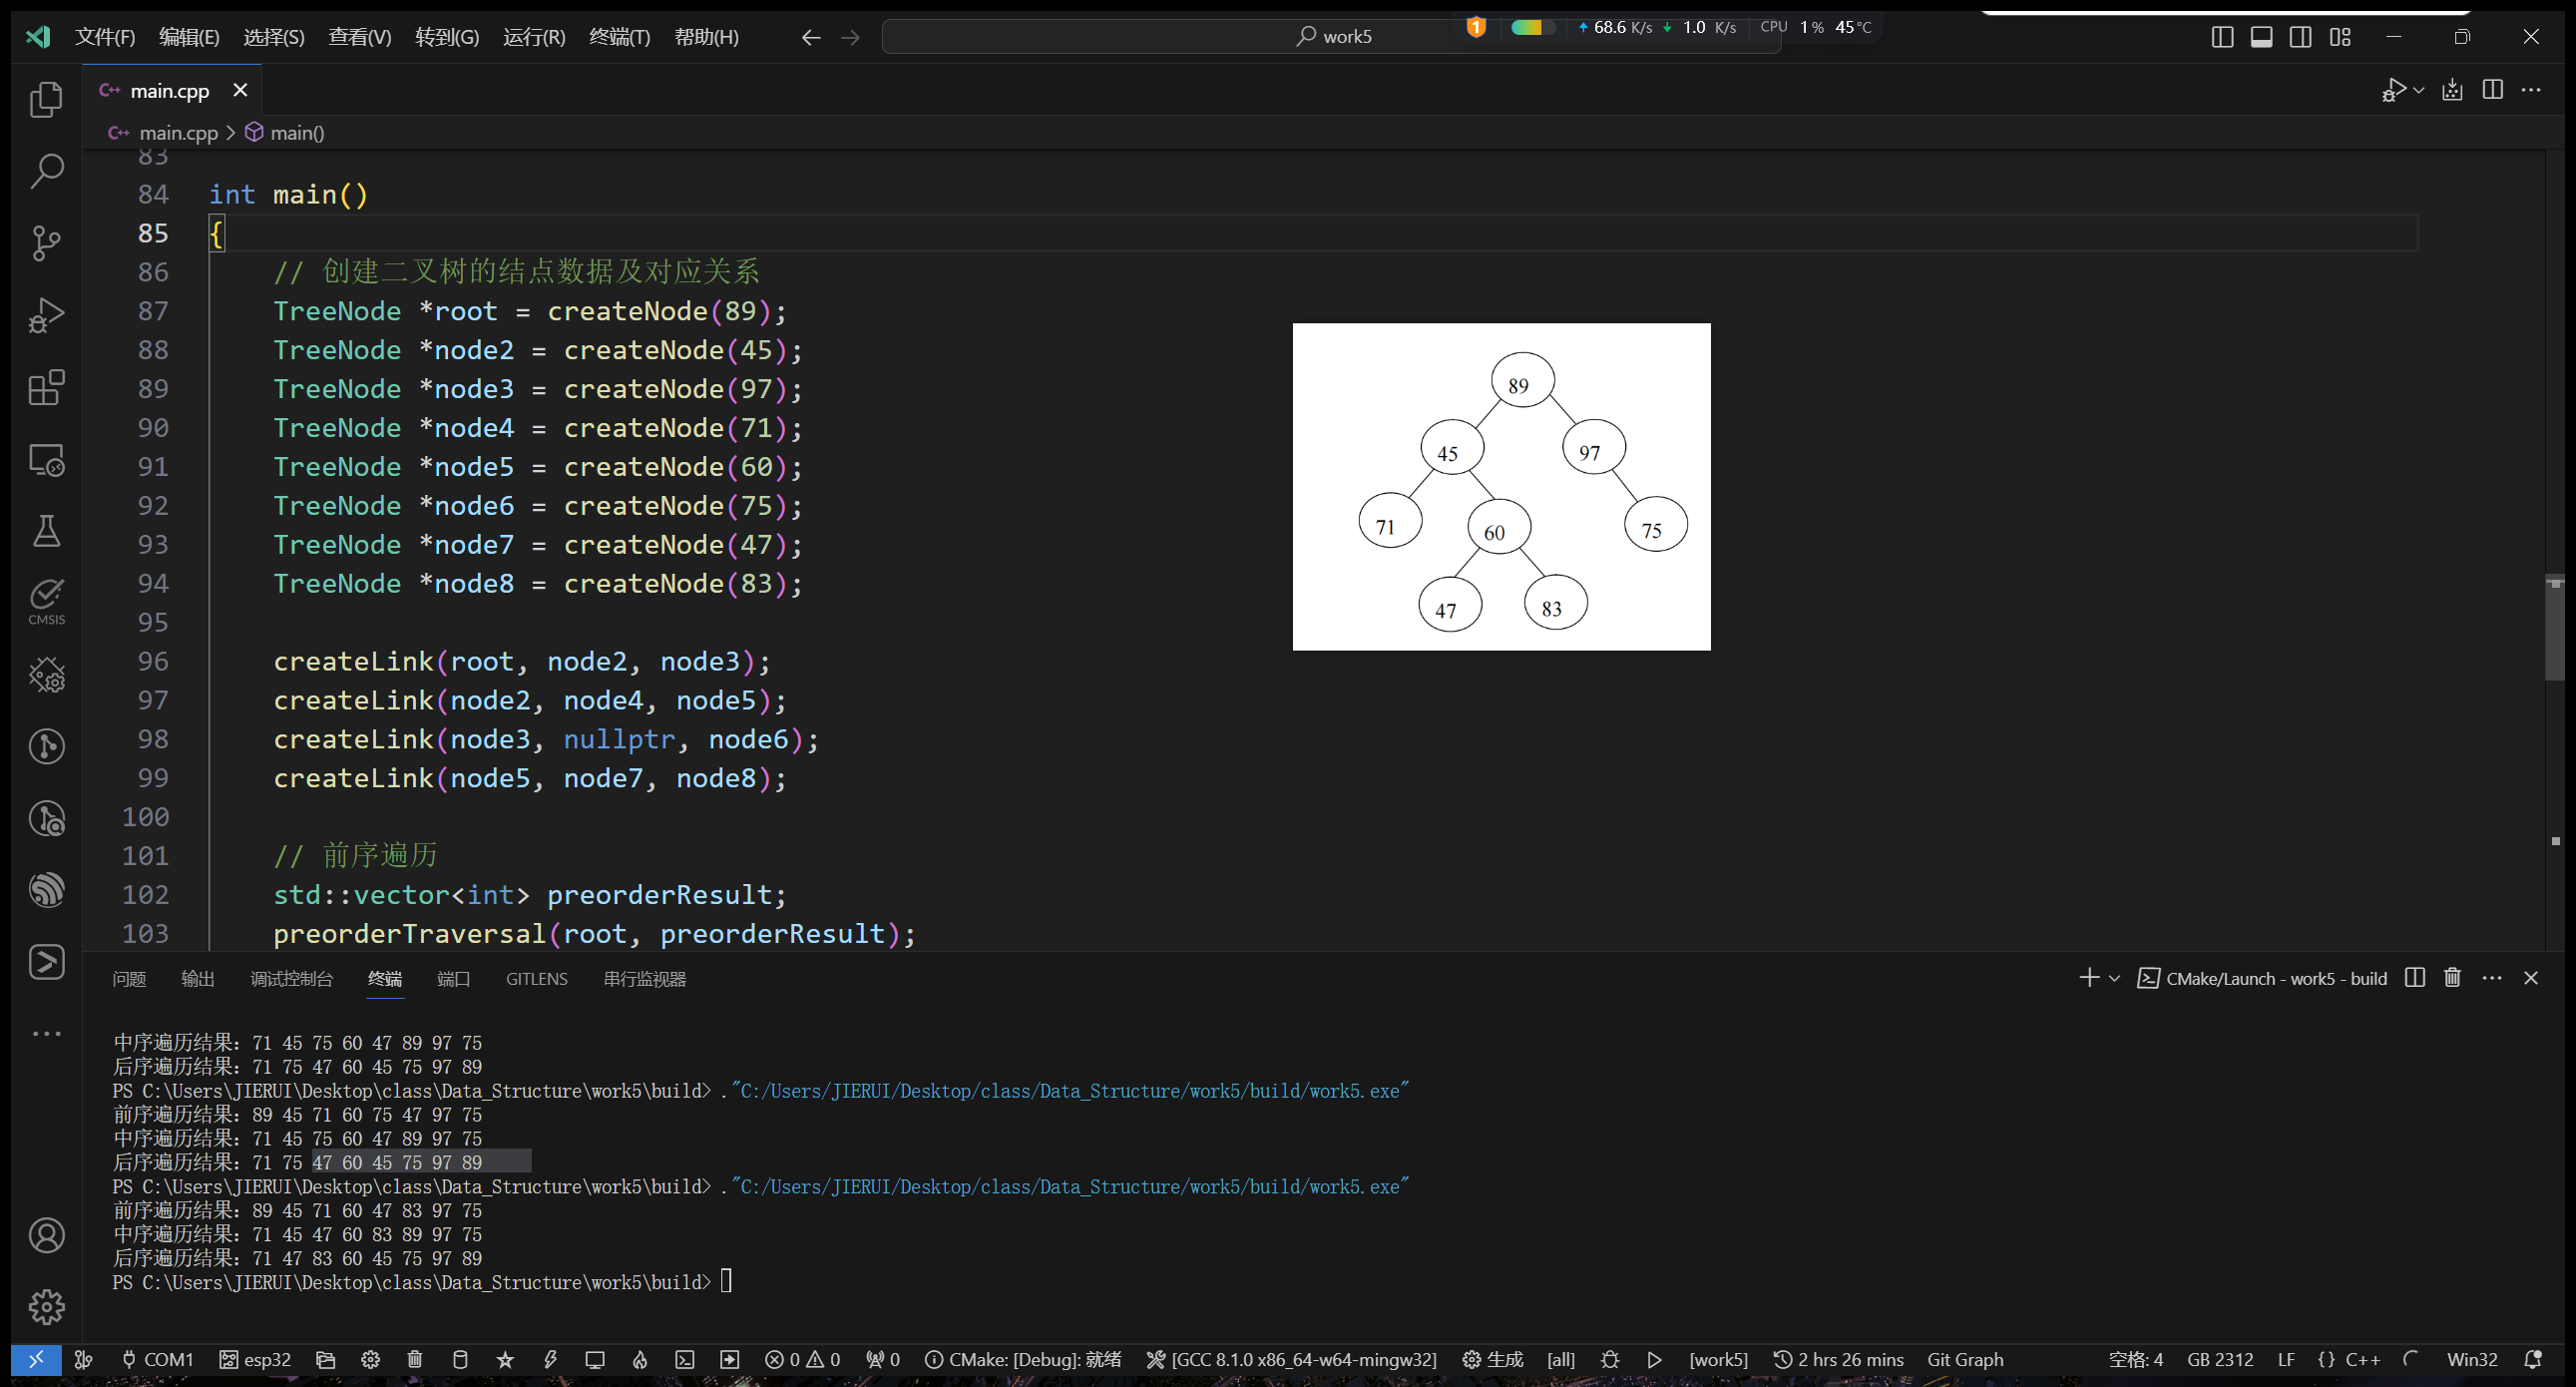 文件(F) 编辑(E) 选择(S) 查看(V) 转到(G) 运行(R) 终端(T) 帮助(H) work5 1 68.6 K/s 1.0 K/s CPU 1% 45°C
C++ main.cpp
C++ main.cpp > main()
83
84 int main()
85 {
86 // 创建二叉树的结点数据及对应关系
87 TreeNode *root = createNode(89);
88 TreeNode *node2 = createNode(45);
89 TreeNode *node3 = createNode(97);
90 TreeNode *node4 = createNode(71);
91 TreeNode *node5 = createNode(60);
92 TreeNode *node6 = createNode(75);
93 TreeNode *node7 = createNode(47);
94 TreeNode *node8 = createNode(83);
95
96 createLink(root, node2, node3);
97 createLink(node2, node4, node5);
98 createLink(node3, nullptr, node6);
99 createLink(node5, node7, node8);
100
101 // 前序遍历
102 std::vector<int> preorderResult;
103 preorderTraversal(root, preorderResult);
89
45 97
71 60 75
47 83
CMSIS
问题 输出 调试控制台 终端 端口 GITLENS 串行监视器 CMake/Launch - work5 - build
中序遍历结果: 71 45 75 60 47 89 97 75
后序遍历结果: 71 75 47 60 45 75 97 89
PS C:\Users\JIERUI\Desktop\class\Data_Structure\work5\build> ."C:/Users/JIERUI/Desktop/class/Data_Structure/work5/build/work5.exe"
前序遍历结果: 89 45 71 60 75 47 97 75
中序遍历结果: 71 45 75 60 47 89 97 75
后序遍历结果: 71 75 47 60 45 75 97 89
PS C:\Users\JIERUI\Desktop\class\Data_Structure\work5\build> ."C:/Users/JIERUI/Desktop/class/Data_Structure/work5/build/work5.exe"
前序遍历结果: 89 45 71 60 47 83 97 75
中序遍历结果: 71 45 47 60 83 89 97 75
后序遍历结果: 71 47 83 60 45 75 97 89
PS C:\Users\JIERUI\Desktop\class\Data_Structure\work5\build>
COM1 esp32 0 0 0 CMake: [Debug]: 就绪 [GCC 8.1.0 x86_64-w64-mingw32] 生成 [all] [work5] 2 hrs 26 mins Git Graph 空格: 4 GB 2312 LF {} C++ Win32